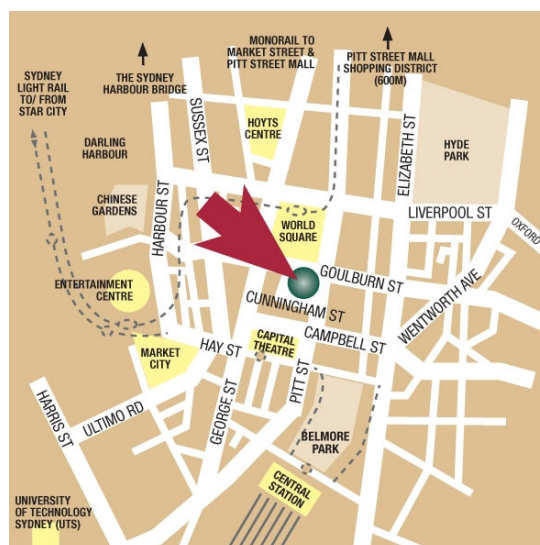 MONORAIL TO
MARKET STREET &
PITT STREET MALL
PITT STREET MALL
SHOPPING DISTRICT
(600M)
SYDNEY
LIGHT RAIL
TO/ FROM
STAR CITY
THE SYDNEY
HARBOUR BRIDGE
SUSSEX ST
HOYTS
CENTRE
ELIZABETH ST
HYDE
PARK
DARLING
HARBOUR
CHINESE
GARDENS
HARBOUR ST
WORLD
SQUARE
LIVERPOOL ST
OXFORD
GOULBURN ST
ENTERTAINMENT
CENTRE
CUNNINGHAM ST
WENTWORTH AVE
CAMPBELL ST
HAY ST
CAPITAL
THEATRE
MARKET
CITY
PITT ST
GEORGE ST
HARRIS ST
ULTIMO RD
BELMORE
PARK
CENTRAL
STATION
UNIVERSITY
OF TECHNOLOGY
SYDNEY (UTS)